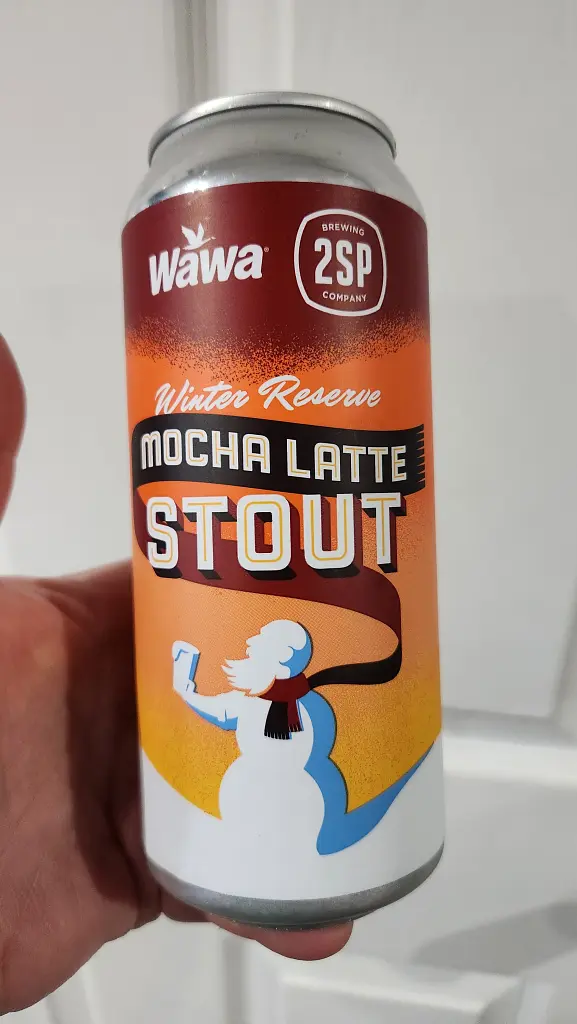 Wawa®
BREWING
2SP
COMPANY
Winter Reserve
MOCHA LATTE
STOUT